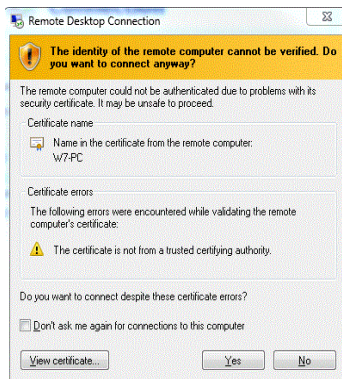 Remote Desktop Connection
The identity of the remote computer cannot be verified. Do
you want to connect anyway?
The remote computer could not be authenticated due to problems with its
security certificate. It may be unsafe to proceed.
Certificate name
Name in the certificate from the remote computer:
W7-PC
Certificate errors
The following errors were encountered while validating the remote
computer's certificate:
The certificate is not from a trusted certifying authority.
Do you want to connect despite these certificate errors?
Don't ask me again for connections to this computer
View certificate... Yes No